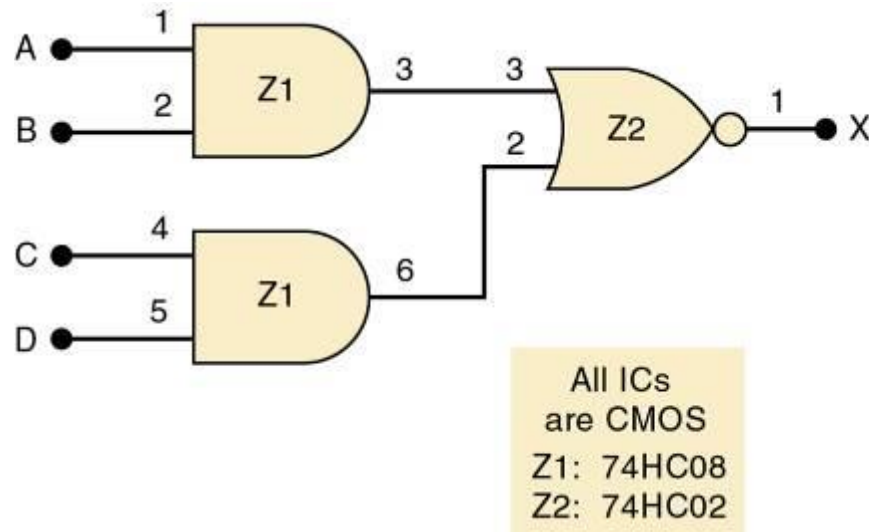 A 1
Z1
B 2
3 3
Z2
1 X
2
C 4
Z1
6
D 5
All ICs
are CMOS
Z1: 74HC08
Z2: 74HC02